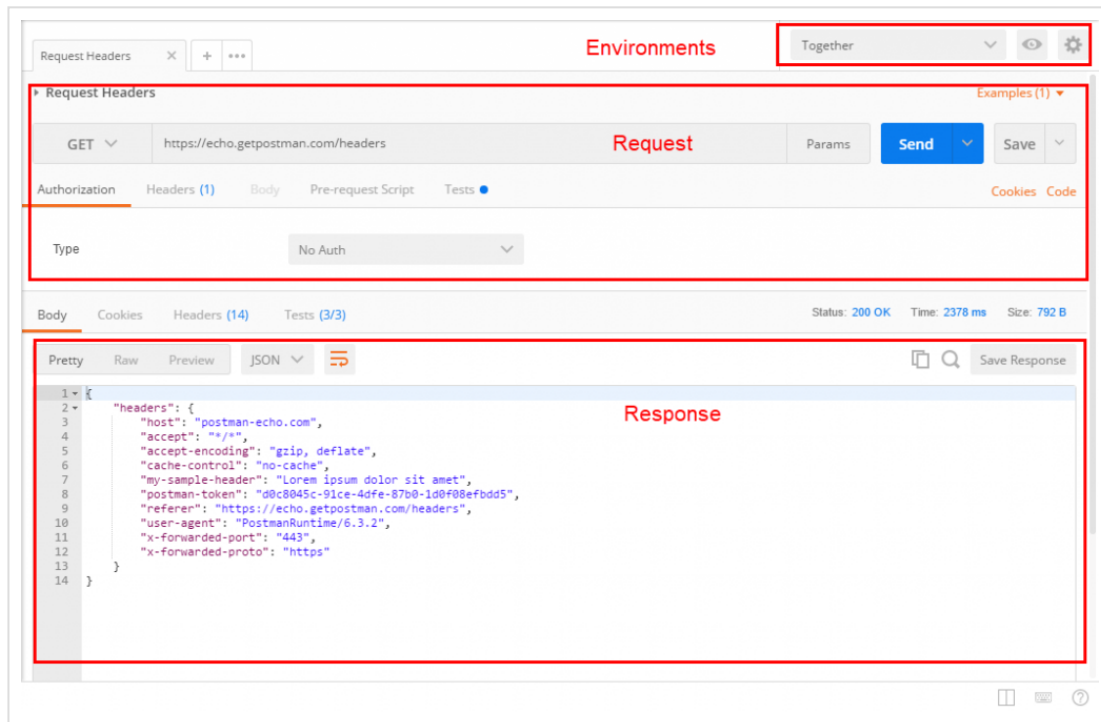 Request Headers
Environments
Together
Request Headers
Examples (1)
GET
https://echo.getpostman.com/headers
Request
Params
Send
Save
Authorization Headers (1) Body Pre-request Script Tests
Cookies Code
Type
No Auth
Body Cookies Headers (14) Tests (3/3)
Status: 200 OK Time: 2378 ms Size: 792 B
Pretty Raw Preview JSON
Save Response
Response
1 {
2 "headers": {
3 "host": "postman-echo.com",
4 "accept": "*/*",
5 "accept-encoding": "gzip, deflate",
6 "cache-control": "no-cache",
7 "my-sample-header": "Lorem ipsum dolor sit amet",
8 "postman-token": "d0c8045c-91ce-4dfe-87b0-1d0f08efbdd5",
9 "referer": "https://echo.getpostman.com/headers",
10 "user-agent": "PostmanRuntime/6.3.2",
11 "x-forwarded-port": "443",
12 "x-forwarded-proto": "https"
13 }
14 }